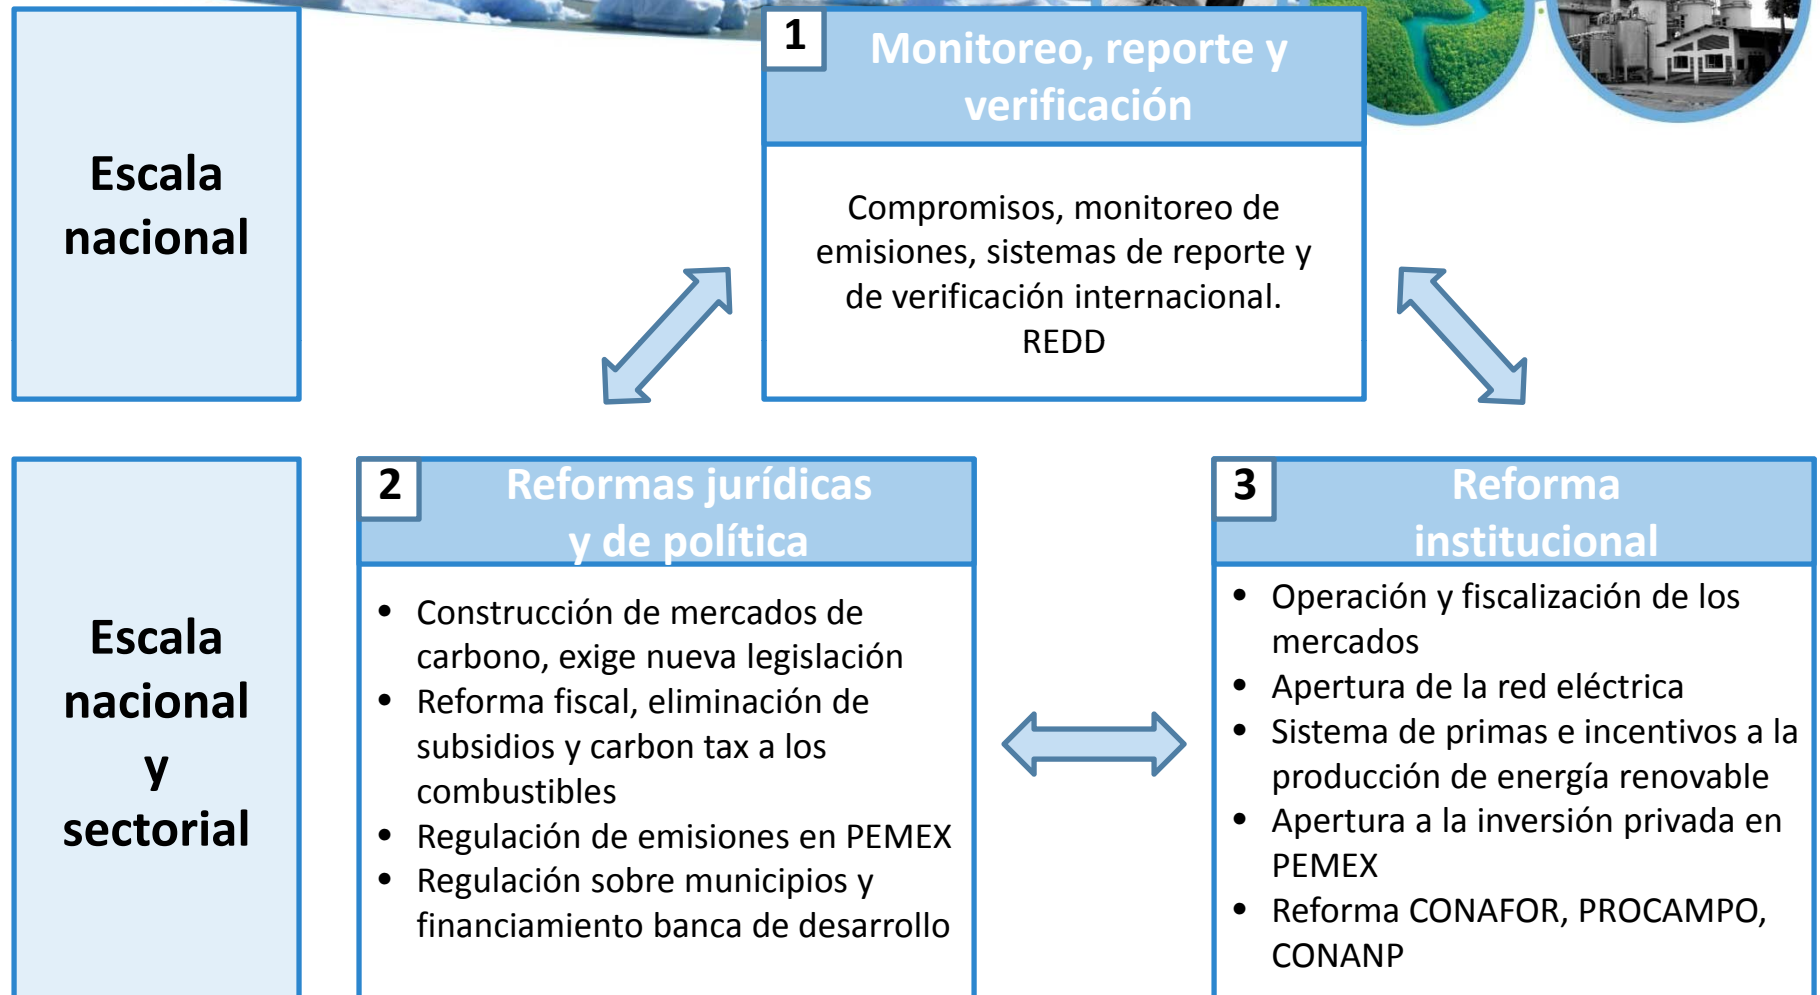 Escala
nacional
1
Monitoreo, reporte y
verificación
Compromisos, monitoreo de
emisiones, sistemas de reporte y
de verificación internacional.
REDD
Escala
nacional
y
sectorial
2
Reformas jurídicas
y de política
• Construcción de mercados de
carbono, exige nueva legislación
• Reforma fiscal, eliminación de
subsidios y carbon tax a los
combustibles
• Regulación de emisiones en PEMEX
• Regulación sobre municipios y
financiamiento banca de desarrollo
3
Reforma
institucional
• Operación y fiscalización de los
mercados
• Apertura de la red eléctrica
• Sistema de primas e incentivos a la
producción de energía renovable
• Apertura a la inversión privada en
PEMEX
• Reforma CONAFOR, PROCAMPO,
CONANP